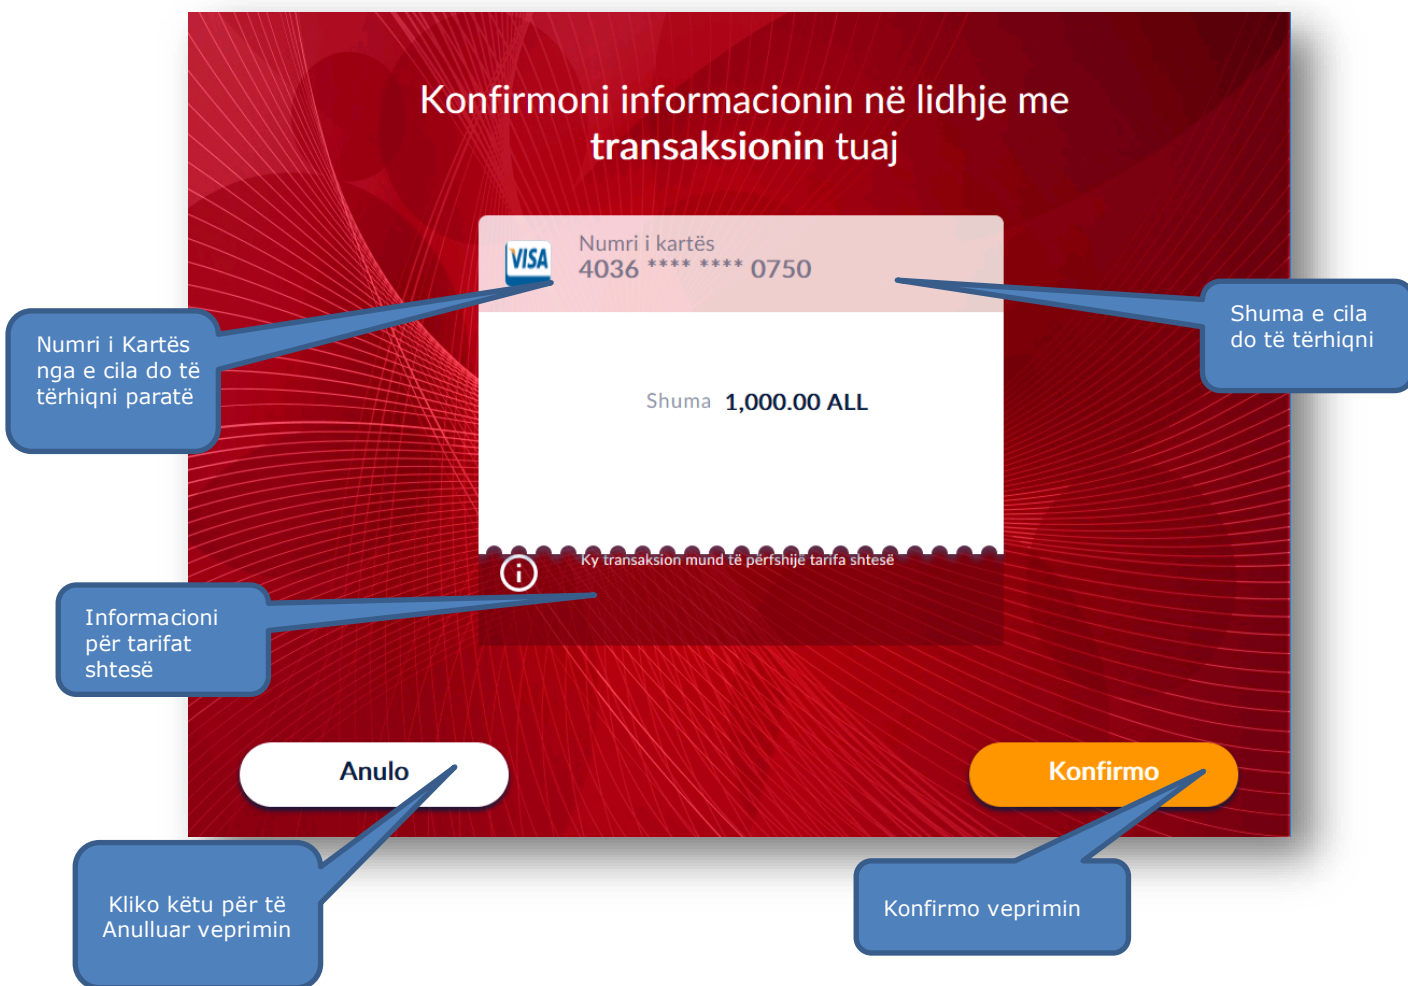 Konfirmoni informacionin në lidhje me
transaksionin tuaj
VISA
Numri i kartës
4036 **** **** 0750
Shuma e cila
do të tërhiqni
Numri i Kartës
nga e cila do të
tërhiqni paratë
Shuma 1,000.00 ALL
Ky transaksion mund të përfshijë tarifa shtesë
Informacioni
për tarifat
shtesë
Anulo
Konfirmo
Kliko këtu për të
Anulluar veprimin
Konfirmo veprimin